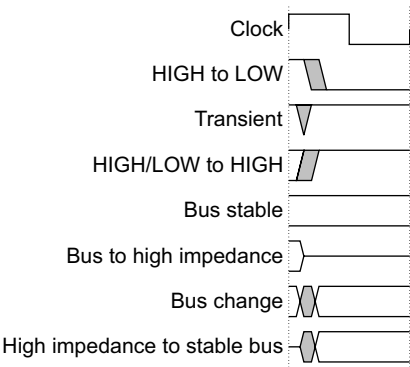 Clock
HIGH to LOW
Transient
HIGH/LOW to HIGH
Bus stable
Bus to high impedance
Bus change
High impedance to stable bus